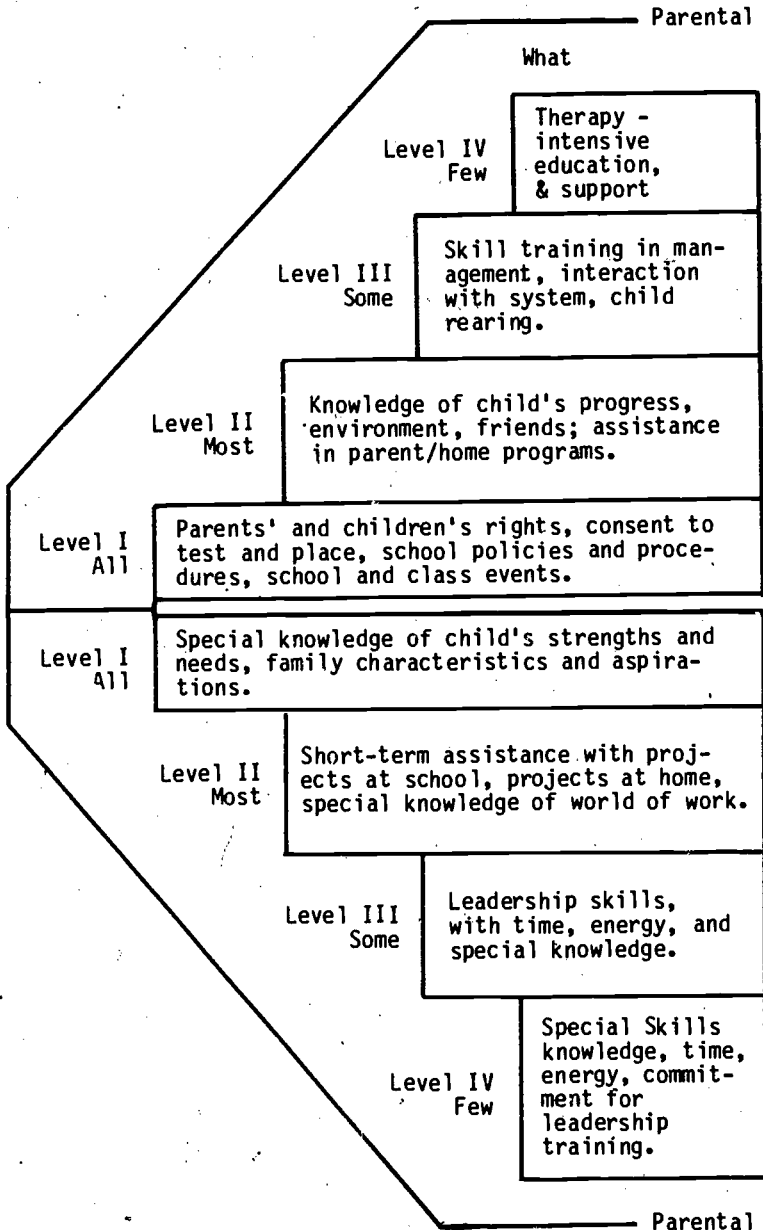 Parental
What
Level IV
Few
Therapy -
intensive
education,
& support
Level III
Some
Skill training in man-
agement, interaction
with system, child
rearing.
Level II
Most
Knowledge of child's progress,
environment, friends; assistance
in parent/home programs.
Level I
All
Parents' and children's rights, consent to
test and place, school policies and proce-
dures, school and class events.
Level I
All
Special knowledge of child's strengths and
needs, family characteristics and aspira-
tions.
Level II
Most
Short-term assistance with proj-
ects at school, projects at home,
special knowledge of world of work.
Level III
Some
Leadership skills,
with time, energy, and
special knowledge.
Level IV
Few
Special Skills
knowledge, time,
energy, commit-
ment for
leadership
training.
Parental